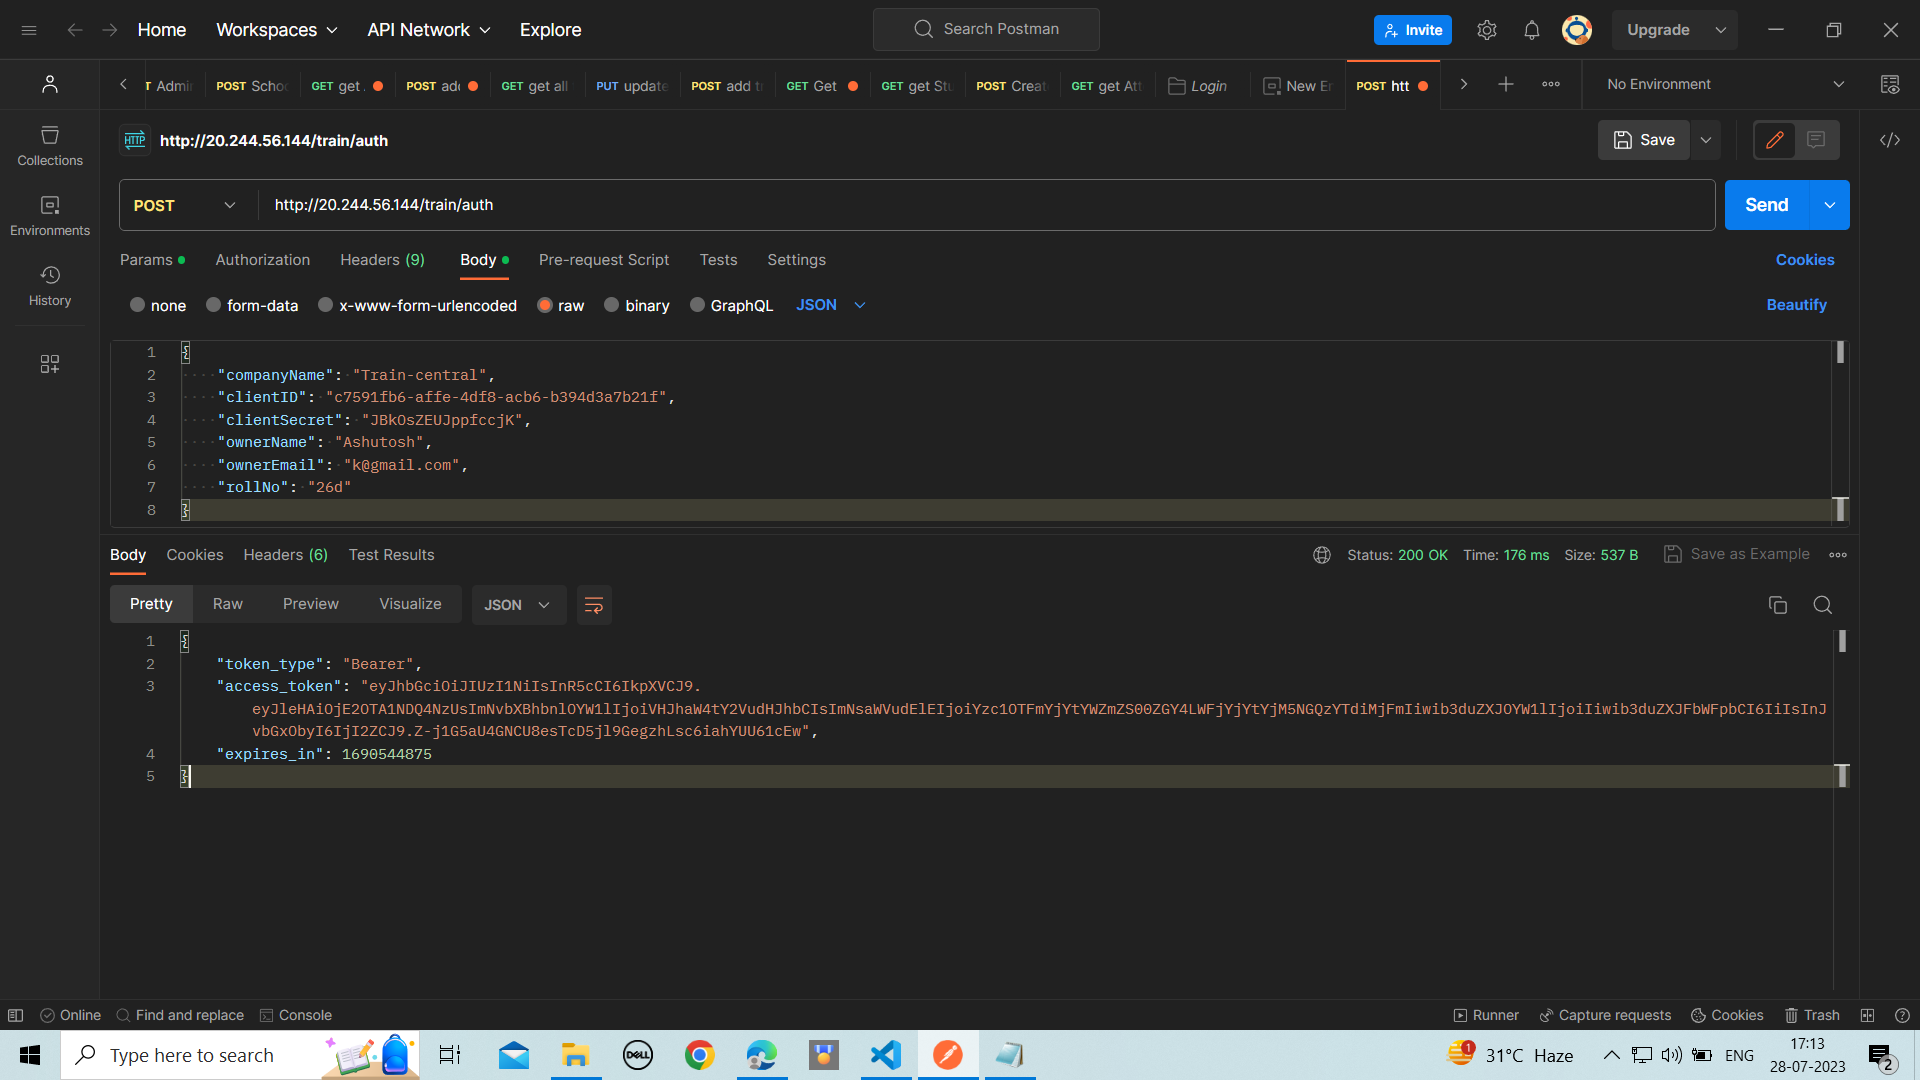 Home Workspaces API Network Explore Search Postman Invite Upgrade
T Admi POST Schoo GET get . POST add GET get all PUT update POST add t GET Get GET get Stu POST Creat GET get Att Login New En POST htt No Environment
HTTP http://20.244.56.144/train/auth Save
Collections
POST http://20.244.56.144/train/auth Send
Environments
Params Authorization Headers (9) Body Pre-request Script Tests Settings Cookies
History
none form-data x-www-form-urlencoded raw binary GraphQL JSON Beautify
1 {
2 "companyName": "Train-central",
3 "clientID": "c7591fb6-affe-4df8-acb6-b394d3a7b21f",
4 "clientSecret": "JBkOsZEUJppfccjK",
5 "ownerName": "Ashutosh",
6 "ownerEmail": "k@gmail.com",
7 "rollNo": "26d"
8 }
Body Cookies Headers (6) Test Results Status: 200 OK Time: 176 ms Size: 537 B Save as Example
Pretty Raw Preview Visualize JSON
1 {
2 "token_type": "Bearer",
3 "access_token": "eyJhbGciOiJIUzI1NiIsInR5cCI6IkpXVCJ9.
eyJleHAiOjE2OTA1NDQ4NzUsImNvbXBhbnlOYW1lIjoiVHJhaW4tY2VudHJhbCIsImNsaWVudElEIjoiYzc1OTFmYjYtYWZmZS00ZGY4LWFjYjYtYjM5NGQzYTdiMjFmIiwib3duZXJOYW1lIjoiIiwib3duZXJFbWFpbCI6IiIsInJ
vbGxObyI6IjI2ZCJ9.Z-j1G5aU4GNCU8esTcD5jl9GegzhLsc6iahYUU61cEw",
4 "expires_in": 1690544875
5 }
Online Find and replace Console Runner Capture requests Cookies Trash
Type here to search DELL 1 31°C Haze ENG 17:13
28-07-2023 2